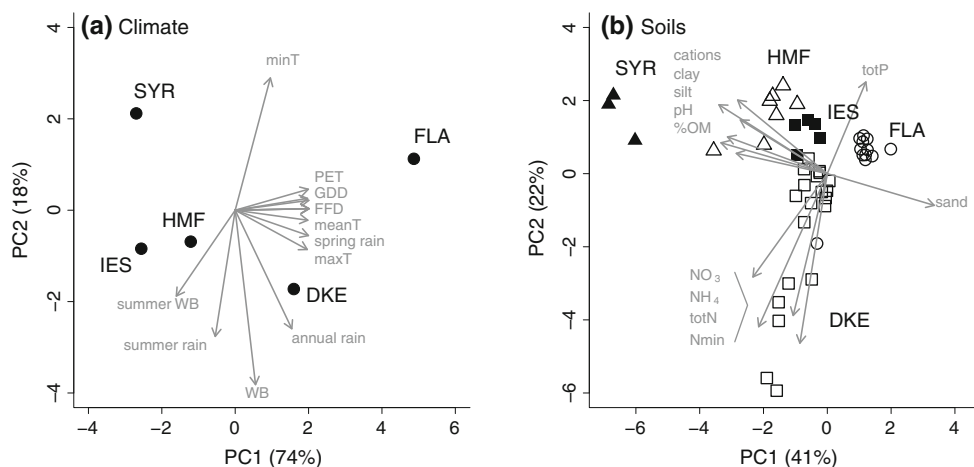 (a) Climate
PC2 (18%)
4
2
0
−2
−4
SYR
minT
FLA
PET
GDD
FFD
meanT
spring rain
maxT
HMF
IES
DKE
summer WB
summer rain
annual rain
WB
−4
−2
0
2
4
6
PC1 (74%)
(b) Soils
PC2 (22%)
4
2
0
−2
−4
−6
SYR
cations
clay
silt
pH
%OM
HMF
totP
IES
FLA
sand
NO3
NH4
totN
Nmin
DKE
−6
−4
−2
0
2
4
PC1 (41%)